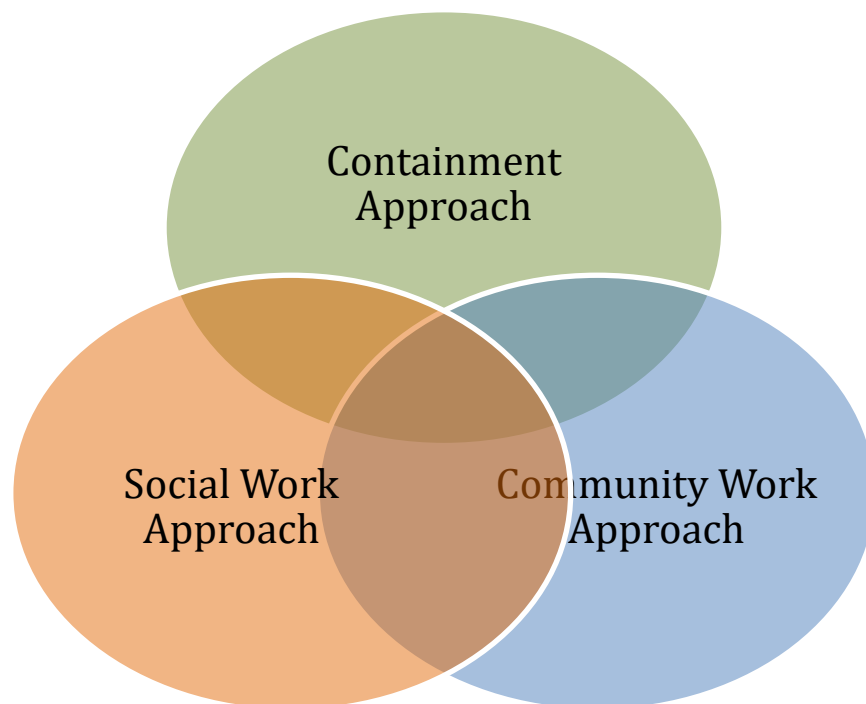 Containment
Approach
Social Work
Approach
Community Work
Approach